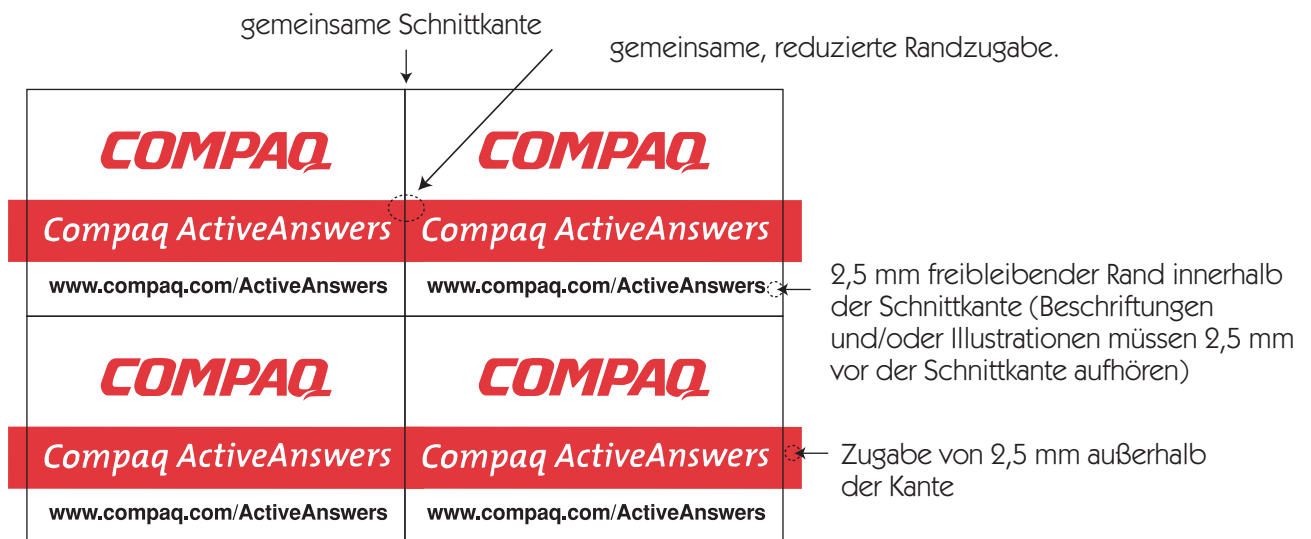 gemeinsame Schnittkante
gemeinsame, reduzierte Randzugabe.
COMPAQ COMPAQ
Compaq ActiveAnswers Compaq ActiveAnswers
www.compaq.com/ActiveAnswers www.compaq.com/ActiveAnswers
2,5 mm freibleibender Rand innerhalb
der Schnittkante (Beschriftungen
und/oder Illustrationen müssen 2,5 mm
vor der Schnittkante aufhören)
COMPAQ COMPAQ
Compaq ActiveAnswers Compaq ActiveAnswers
www.compaq.com/ActiveAnswers www.compaq.com/ActiveAnswers
Zugabe von 2,5 mm außerhalb
der Kante